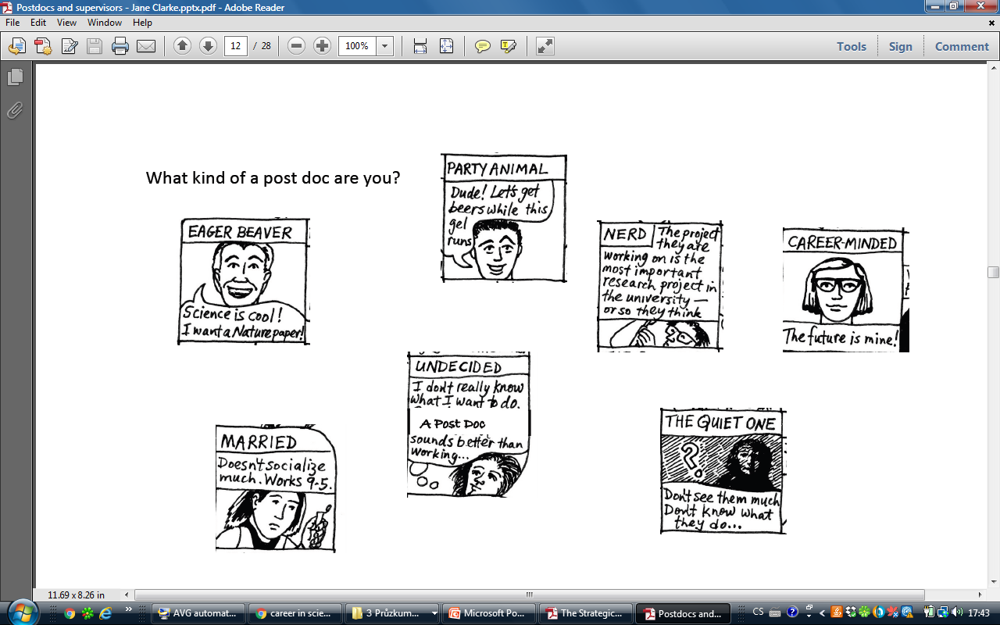 Postdocs and supervisors - Jane Clarke.pptx.pdf - Adobe Reader
File Edit View Window Help
12 / 28
100%
Tools Sign Comment
What kind of a post doc are you?
PARTY ANIMAL
Dude! Let's get
beers while this
gel
runs
EAGER BEAVER
Science is cool!
I want a Nature paper!
NERD
The project
they are
working on is the
most important
research project in
the university —
or so they think
CAREER-MINDED
The future is mine!
UNDECIDED
I don't really know
what I want to do.
A Post Doc
sounds better than
working...
MARRIED
Doesn't socialize
much. Works 9-5.
THE QUIET ONE
?
Don't see them much
Don't know what
they do...
11.69 x 8.26 in
AVG automat...
career in scie...
3 Průzkum...
Microsoft Po...
The Strategic...
Postdocs and...
CS
17:43